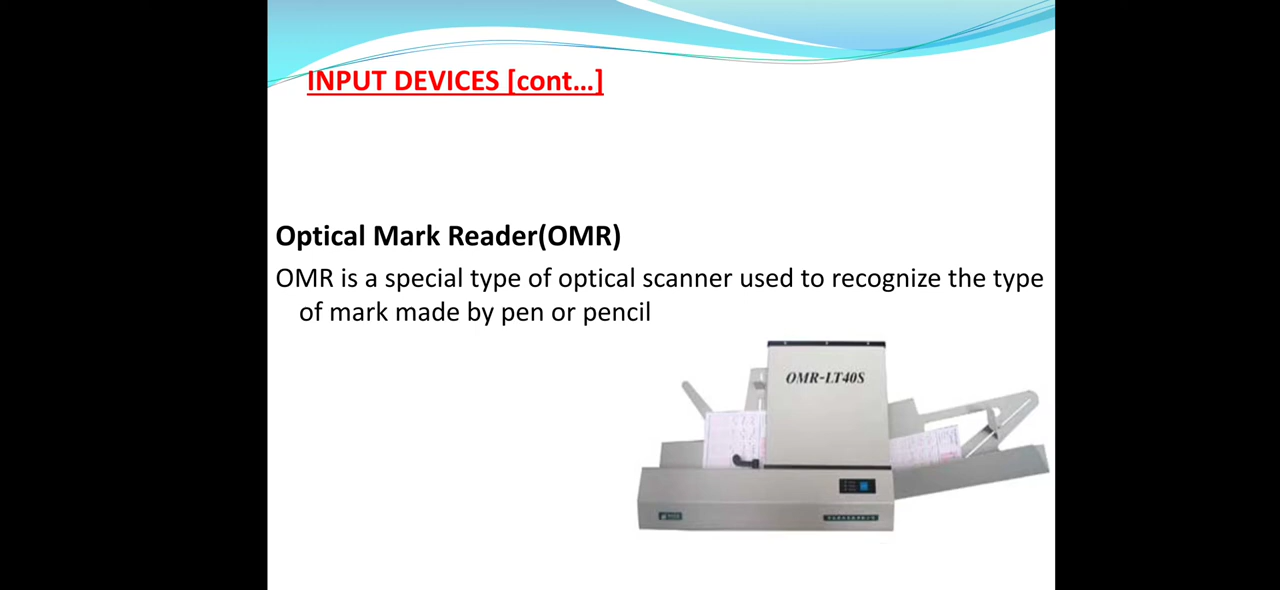 INPUT DEVICES [cont...]
Optical Mark Reader(OMR)
OMR is a special type of optical scanner used to recognize the type
of mark made by pen or pencil
OMR-LT40S